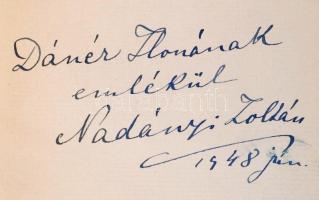 Dánér Ilonának
emlékül
Nadányi Zoltán
1948 jún.